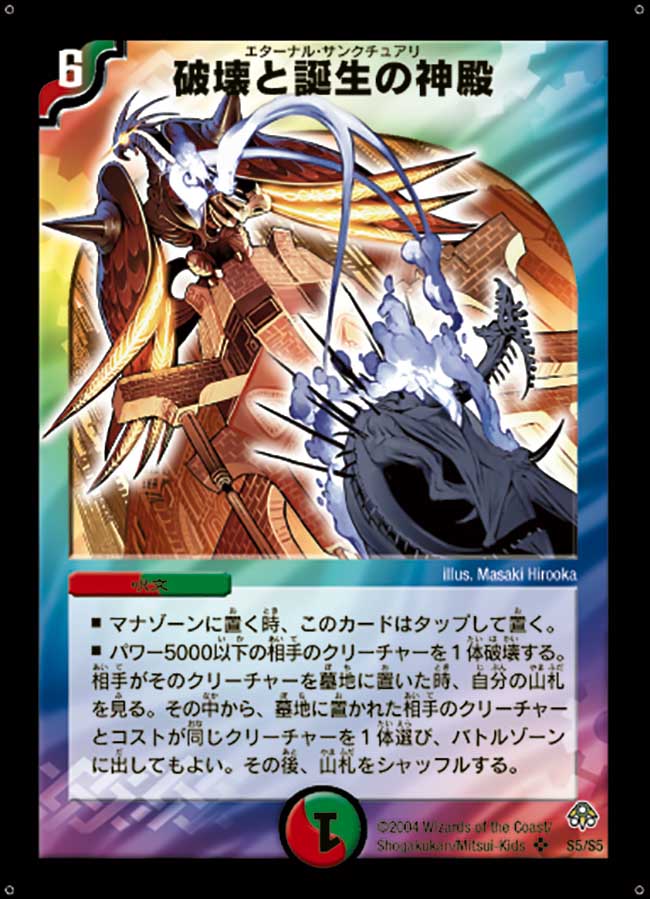 6
エターナル・サンクチュアリ
破壊と誕生の神殿
illus. Masaki Hirooka
呪文
■ マナゾーンに置く時、このカードはタップして置く。
■ パワー5000以下の相手のクリーチャーを1体破壊する。
相手がそのクリーチャーを墓地に置いた時、自分の山札
を見る。その中から、墓地に置かれた相手のクリーチャー
とコストが同じクリーチャーを1体選び、バトルゾーン
に出してもよい。その後、山札をシャッフルする。
1
©2004 Wizards of the Coast/
Shogakukan/Mitsui-Kids
S5/S5